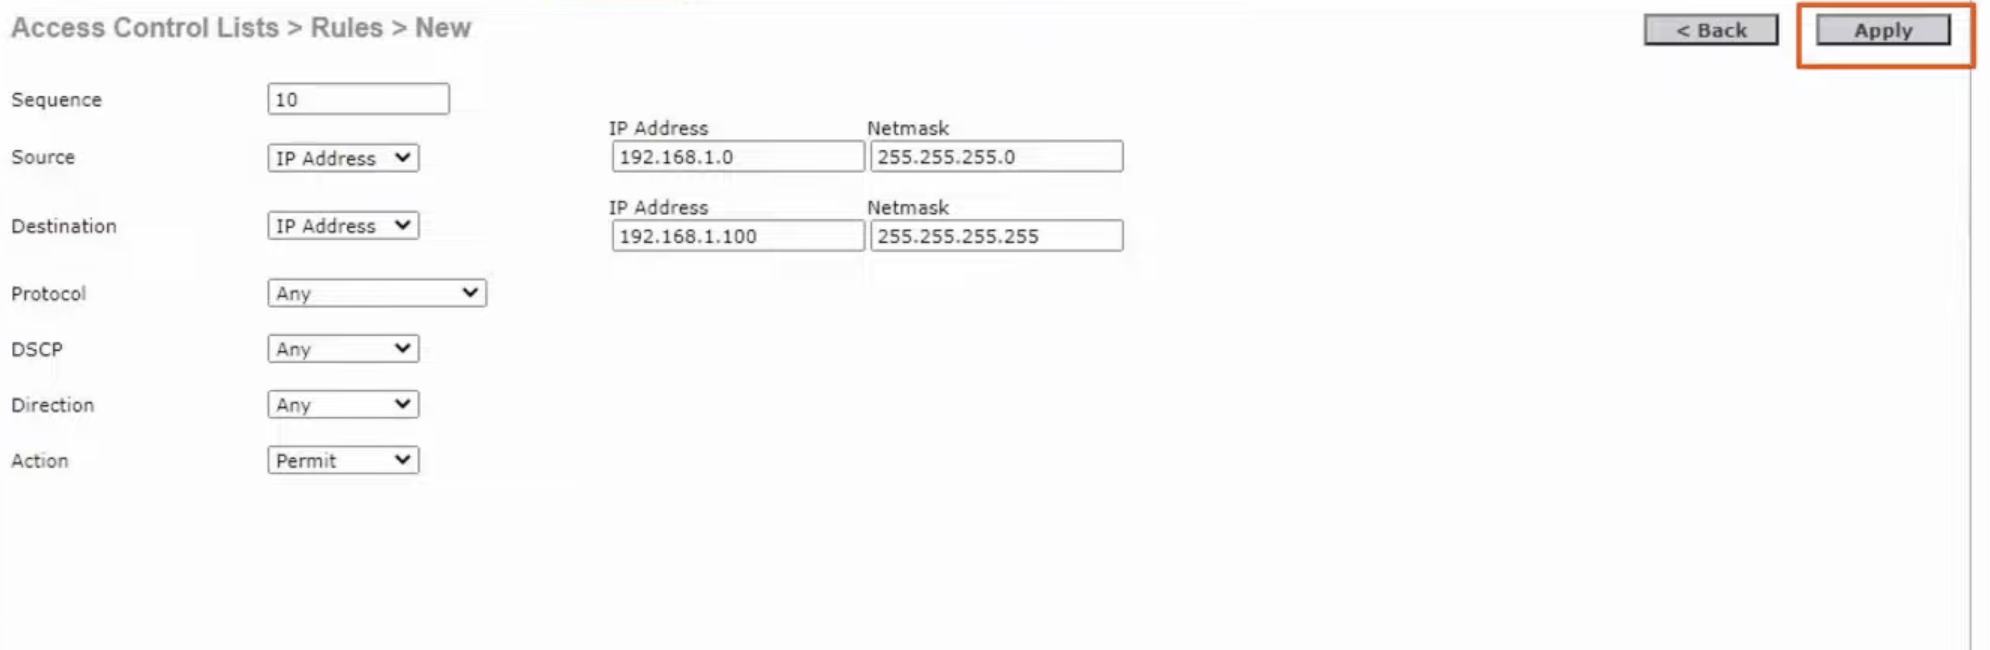 Access Control Lists > Rules > New
< Back
Apply
Sequence
10
IP Address
Netmask
Source
IP Address
192.168.1.0
255.255.255.0
IP Address
Netmask
Destination
IP Address
192.168.1.100
255.255.255.255
Protocol
Any
DSCP
Any
Direction
Any
Action
Permit